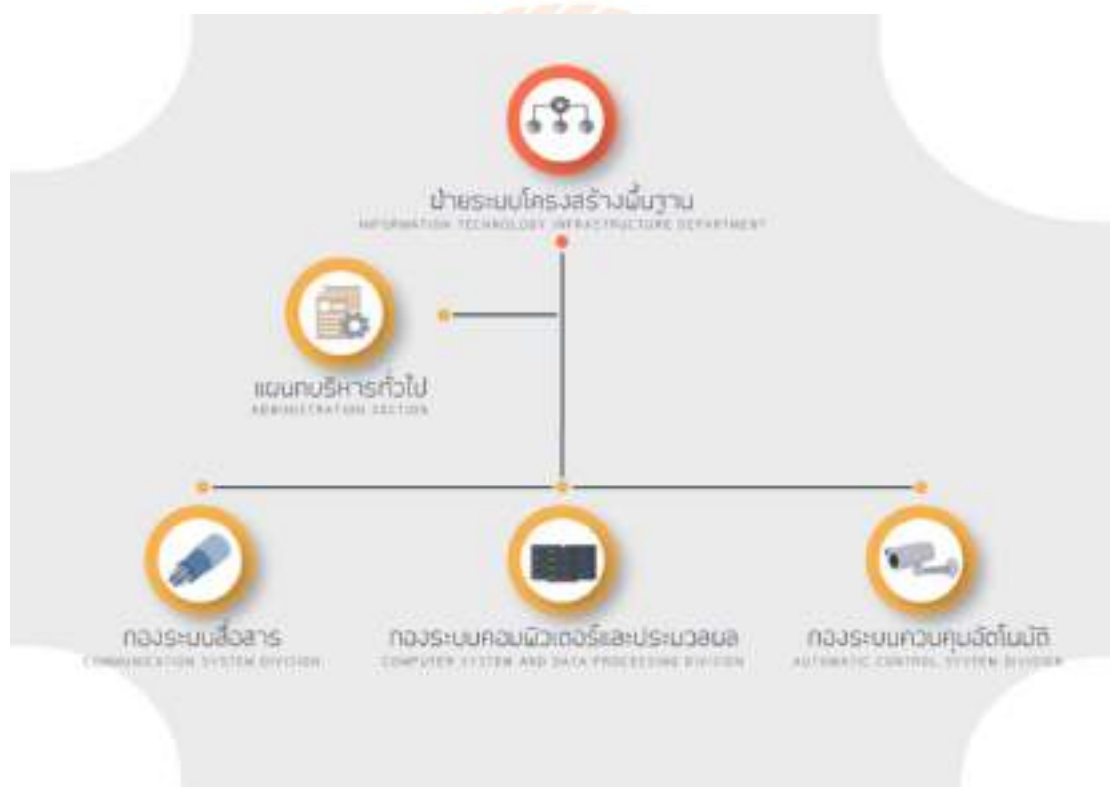 ฝ่ายระบบโครงสร้างพื้นฐาน
INFORMATION TECHNOLOGY INFRASTRUCTURE DEPARTMENT
แผนกบริหารทั่วไป
ADMINISTRATION SECTION
กองระบบสื่อสาร
COMMUNICATION SYSTEM DIVISION
กองระบบคอมพิวเตอร์และประมวลผล
COMPUTER SYSTEM AND DATA PROCESSING DIVISION
กองระบบควบคุมอัตโนมัติ
AUTOMATIC CONTROL SYSTEM DIVISION